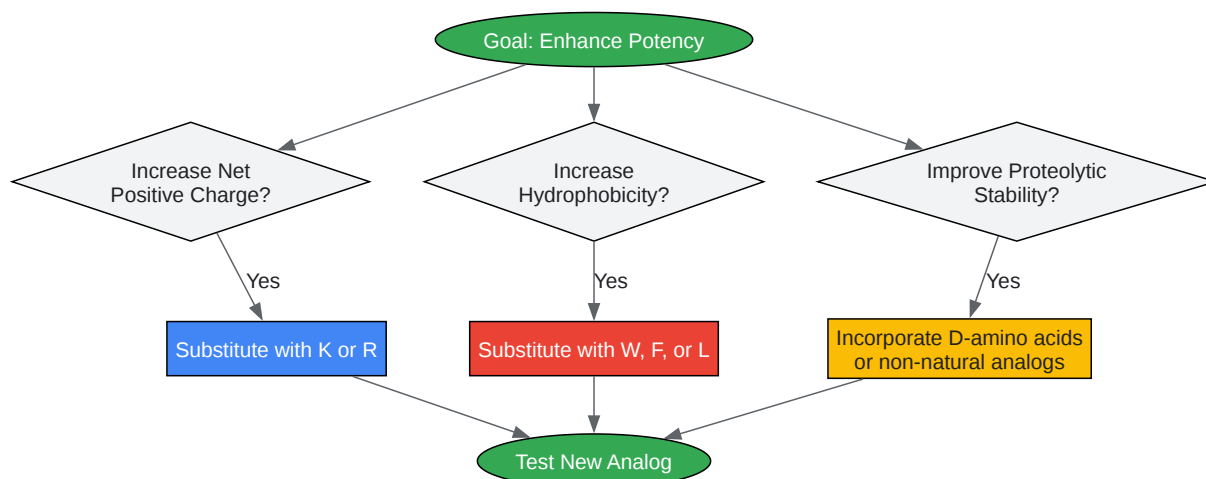 Goal: Enhance Potency
Increase Net
Positive Charge?
Increase
Hydrophobicity?
Improve Proteolytic
Stability?
Yes
Yes
Yes
Substitute with K or R
Substitute with W, F, or L
Incorporate D-amino acids
or non-natural analogs
Test New Analog